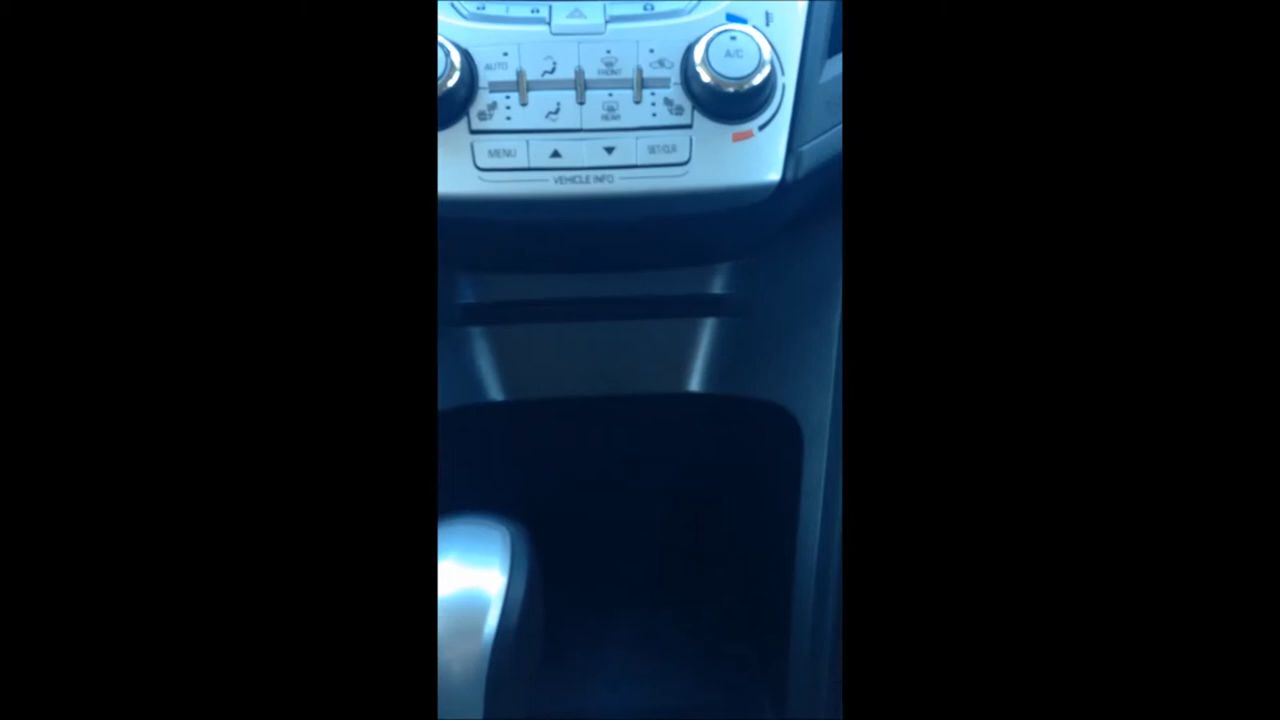 A/C
AUTO
FRONT
REAR
MENU
SET/CLR
VEHICLE INFO